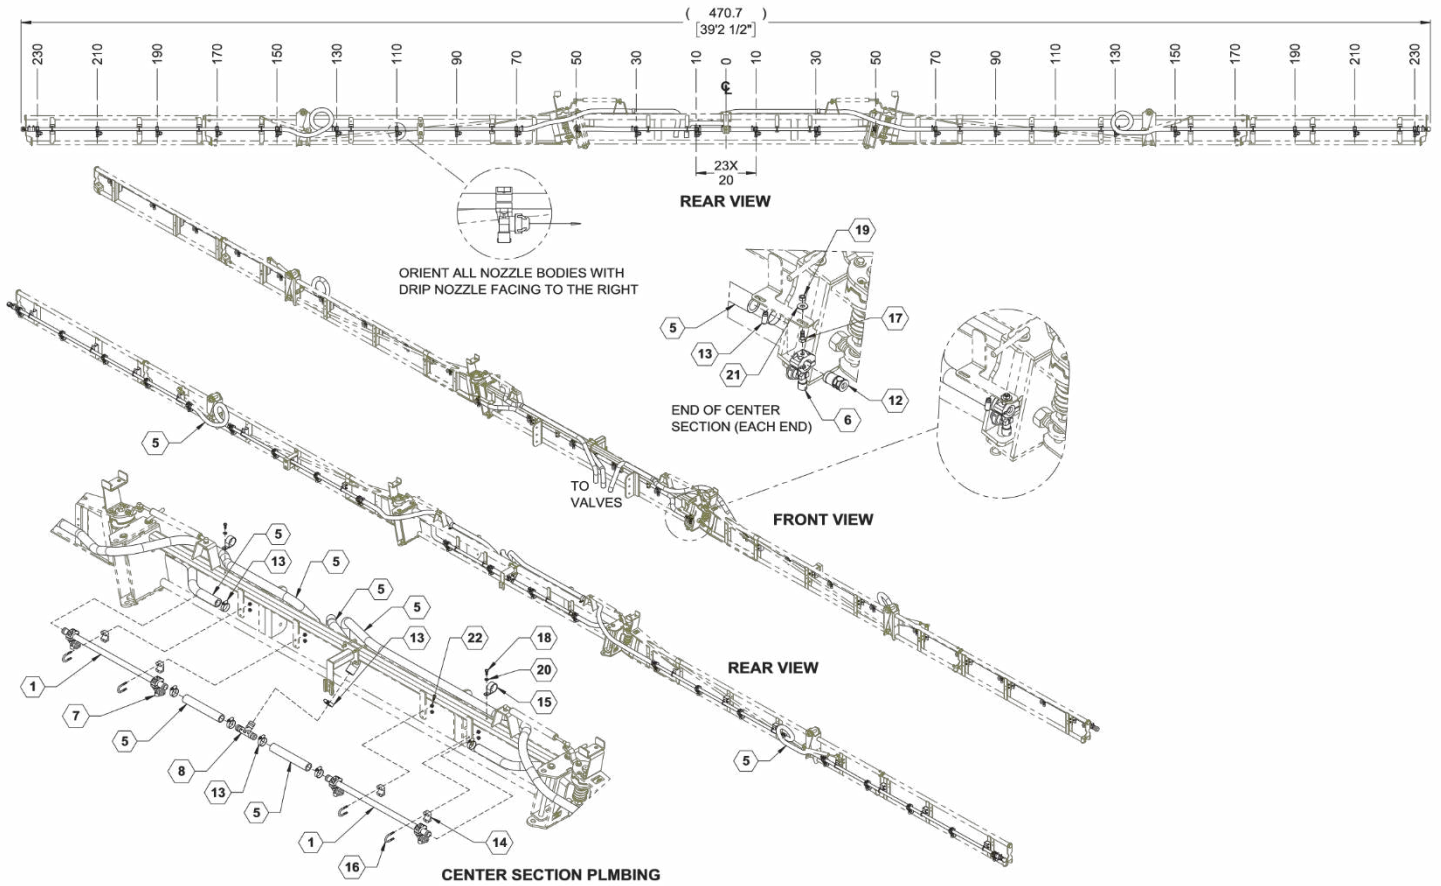 ( 470.7 )
[39'2 1/2"]
230 210 190 170 150 130 110 90 70 50 30 10 0 10 30 50 70 90 110 130 150 170 190 210 230
℄
23X
20
REAR VIEW
ORIENT ALL NOZZLE BODIES WITH
DRIP NOZZLE FACING TO THE RIGHT
19
5
17
13
21
12
6
END OF CENTER
SECTION (EACH END)
5
TO
VALVES
FRONT VIEW
5
13
5
5
5
13
22
18
20
15
REAR VIEW
1
7
5
8
13
5
5
1
14
16
CENTER SECTION PLMBING